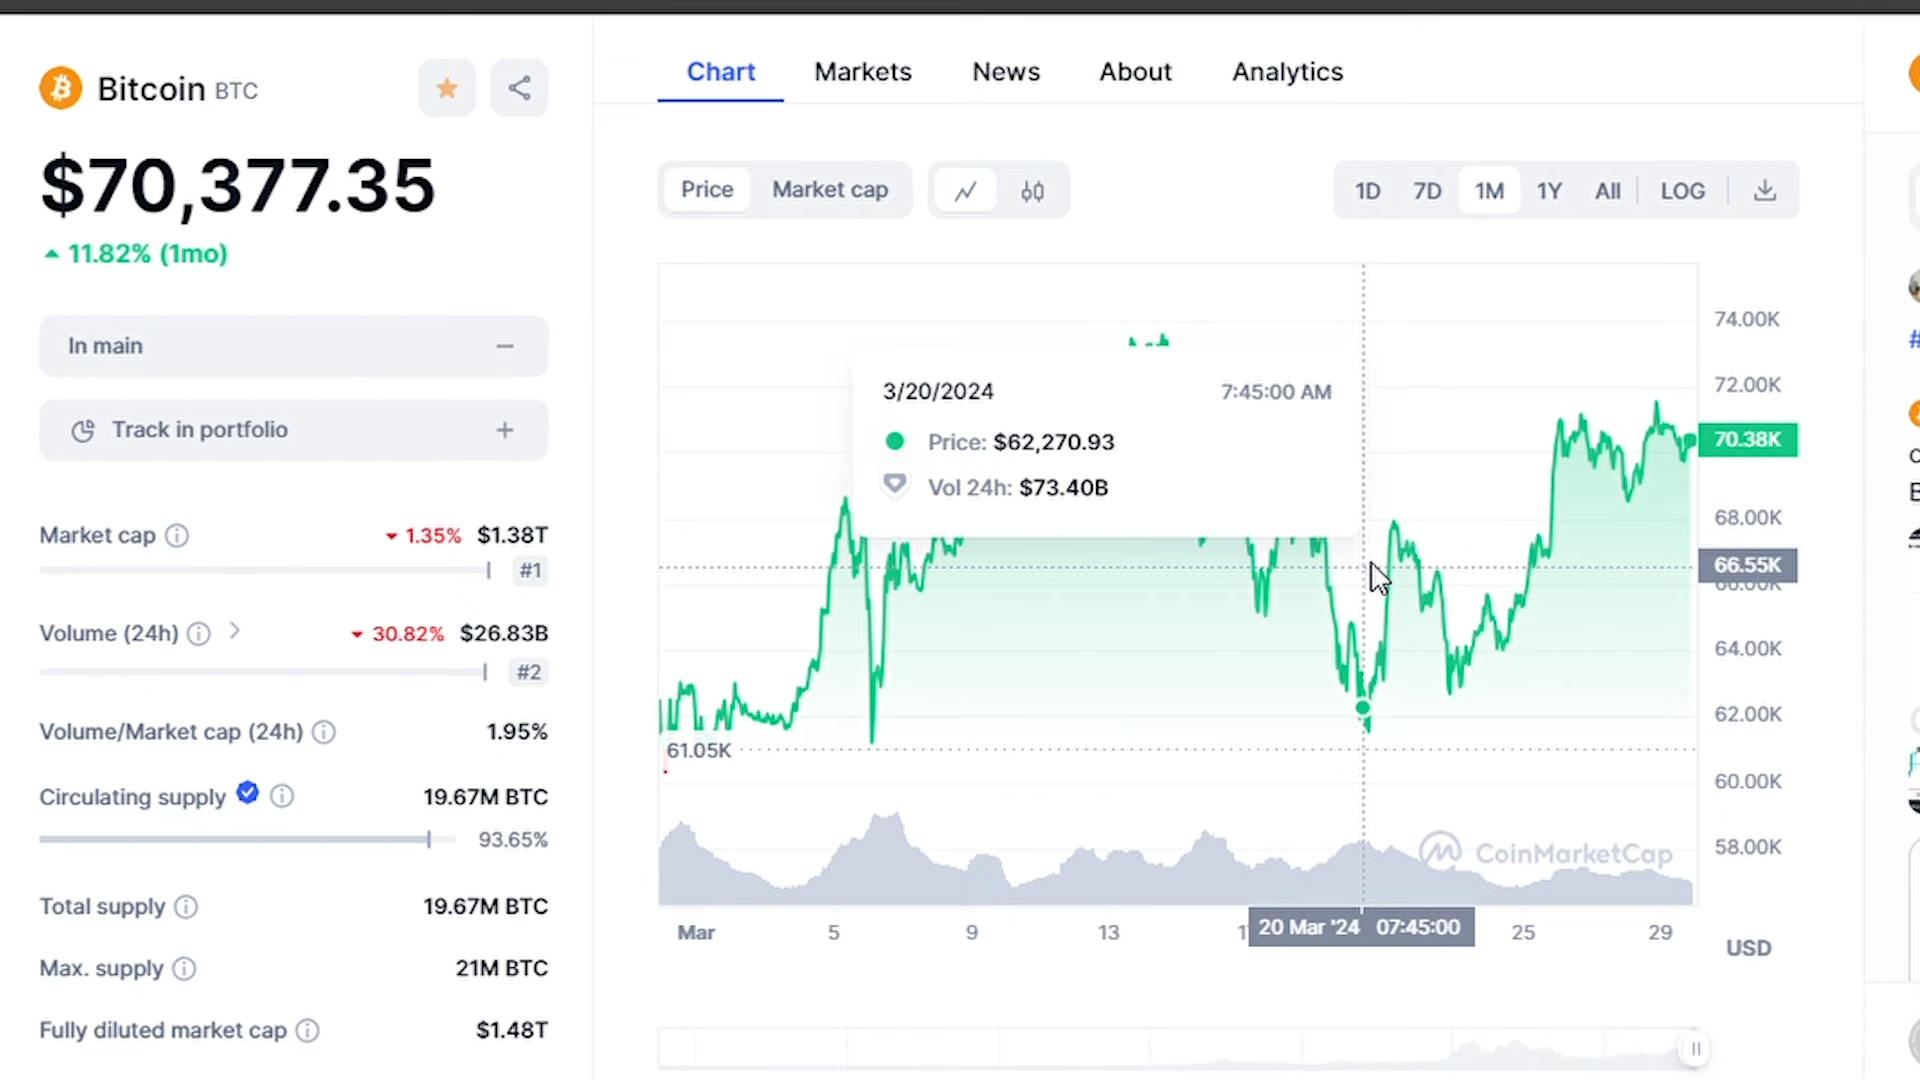 Bitcoin BTC
$70,377.35
11.82% (1mo)
In main
Track in portfolio
Market cap 1.35% $1.38T
#1
Volume (24h) 30.82% $26.83B
#2
Volume/Market cap (24h) 1.95%
Circulating supply 19.67M BTC
93.65%
Total supply 19.67M BTC
Max. supply 21M BTC
Fully diluted market cap $1.48T
Chart Markets News About Analytics
Price Market cap
1D 7D 1M 1Y All LOG
3/20/2024 7:45:00 AM
Price: $62,270.93
Vol 24h: $73.40B
74.00K
72.00K
70.38K
68.00K
66.55K
66.00K
64.00K
62.00K
61.05K
60.00K
58.00K
CoinMarketCap
Mar 5 9 13 20 Mar '24 07:45:00 25 29
USD